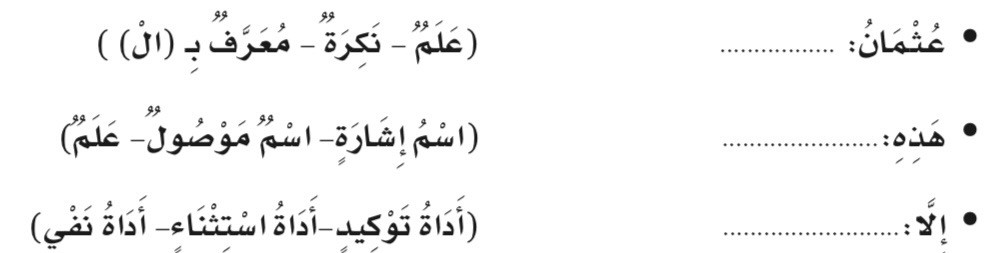 • عُثْمَانُ: ................. (عَلَمٌ – نَكِرَةٌ – مُعَرَّفٌ بِـ (الْ) )
• هَذِهِ: ....................... (اسْمُ إِشَارَةٍ– اسْمٌ مَوْصُولٌ– عَلَمٌ)
• إِلَّا: .......................... (أَدَاةُ تَوْكِيدٍ–أَدَاةُ اسْتِثْنَاءٍ– أَدَاةُ نَفْي)